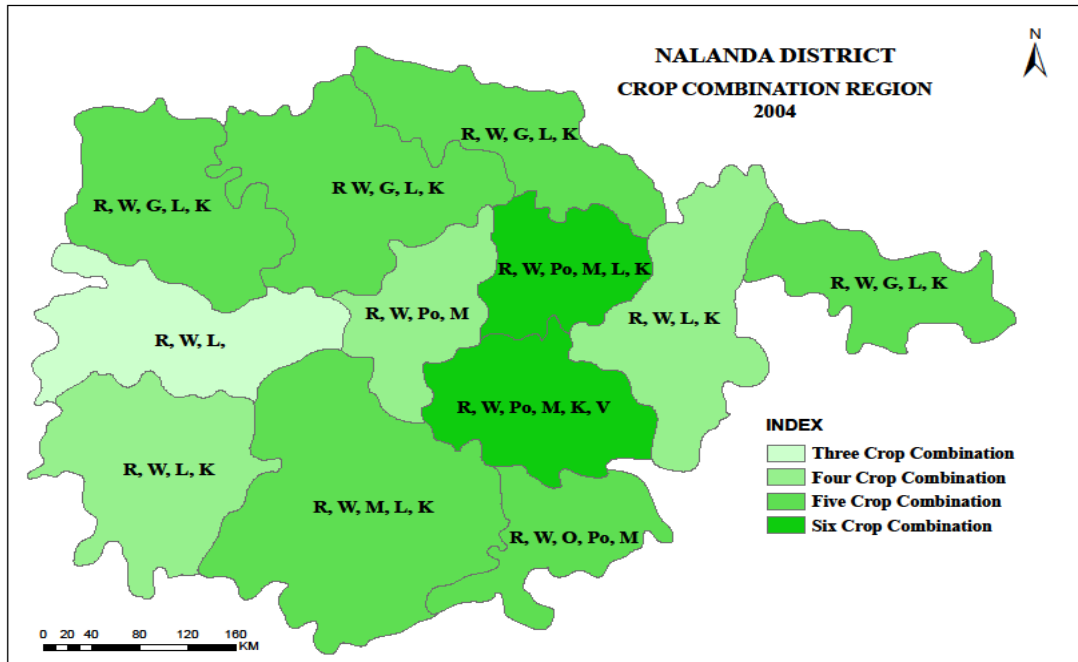 N
NALANDA DISTRICT
CROP COMBINATION REGION
2004
R, W, G, L, K
R W, G, L, K
R, W, G, L, K
R, W, Po, M, L, K
R, W, G, L, K
R, W, Po, M
R, W, L, K
R, W, L,
R, W, Po, M, K, V
R, W, L, K
R, W, M, L, K
R, W, O, Po, M
INDEX
Three Crop Combination
Four Crop Combination
Five Crop Combination
Six Crop Combination
0 20 40 80 120 160
KM